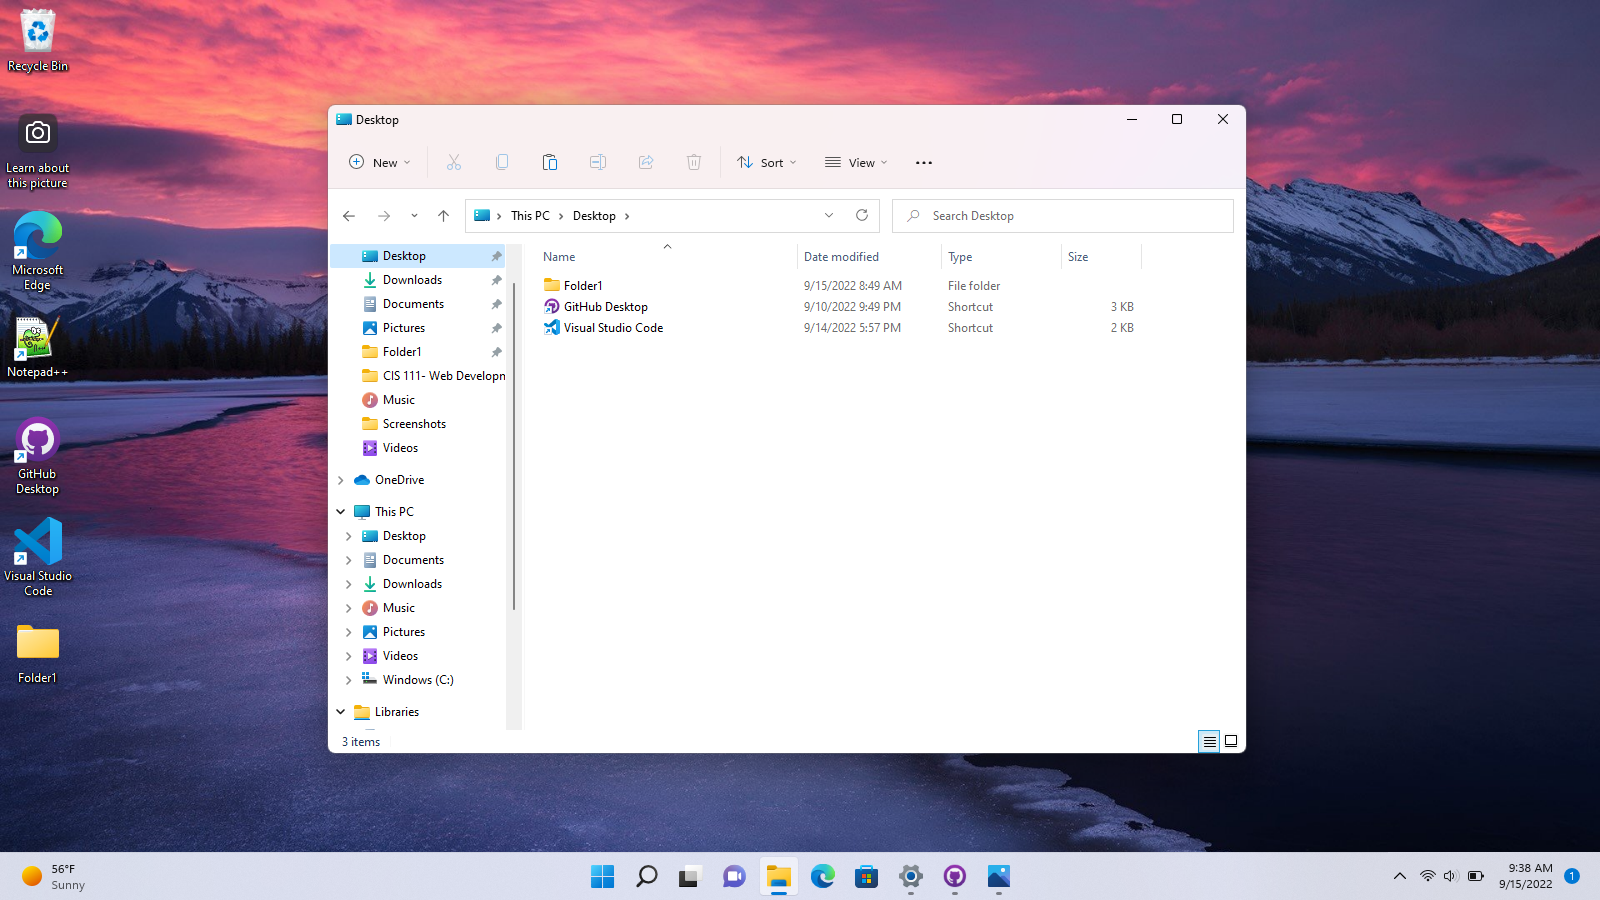 Recycle Bin
Learn about
this picture
Microsoft
Edge
Notepad++
GitHub
Desktop
Visual Studio
Code
Folder1
Desktop
New
Sort
View
This PC
Desktop
Search Desktop
Desktop
Downloads
Documents
Pictures
Folder1
CIS 111- Web Developn
Music
Screenshots
Videos
OneDrive
This PC
Desktop
Documents
Downloads
Music
Pictures
Videos
Windows (C:)
Libraries
Name Date modified Type Size
Folder1 9/15/2022 8:49 AM File folder
GitHub Desktop 9/10/2022 9:49 PM Shortcut 3 KB
Visual Studio Code 9/14/2022 5:57 PM Shortcut 2 KB
3 items
56°F
Sunny
9:38 AM
9/15/2022
1